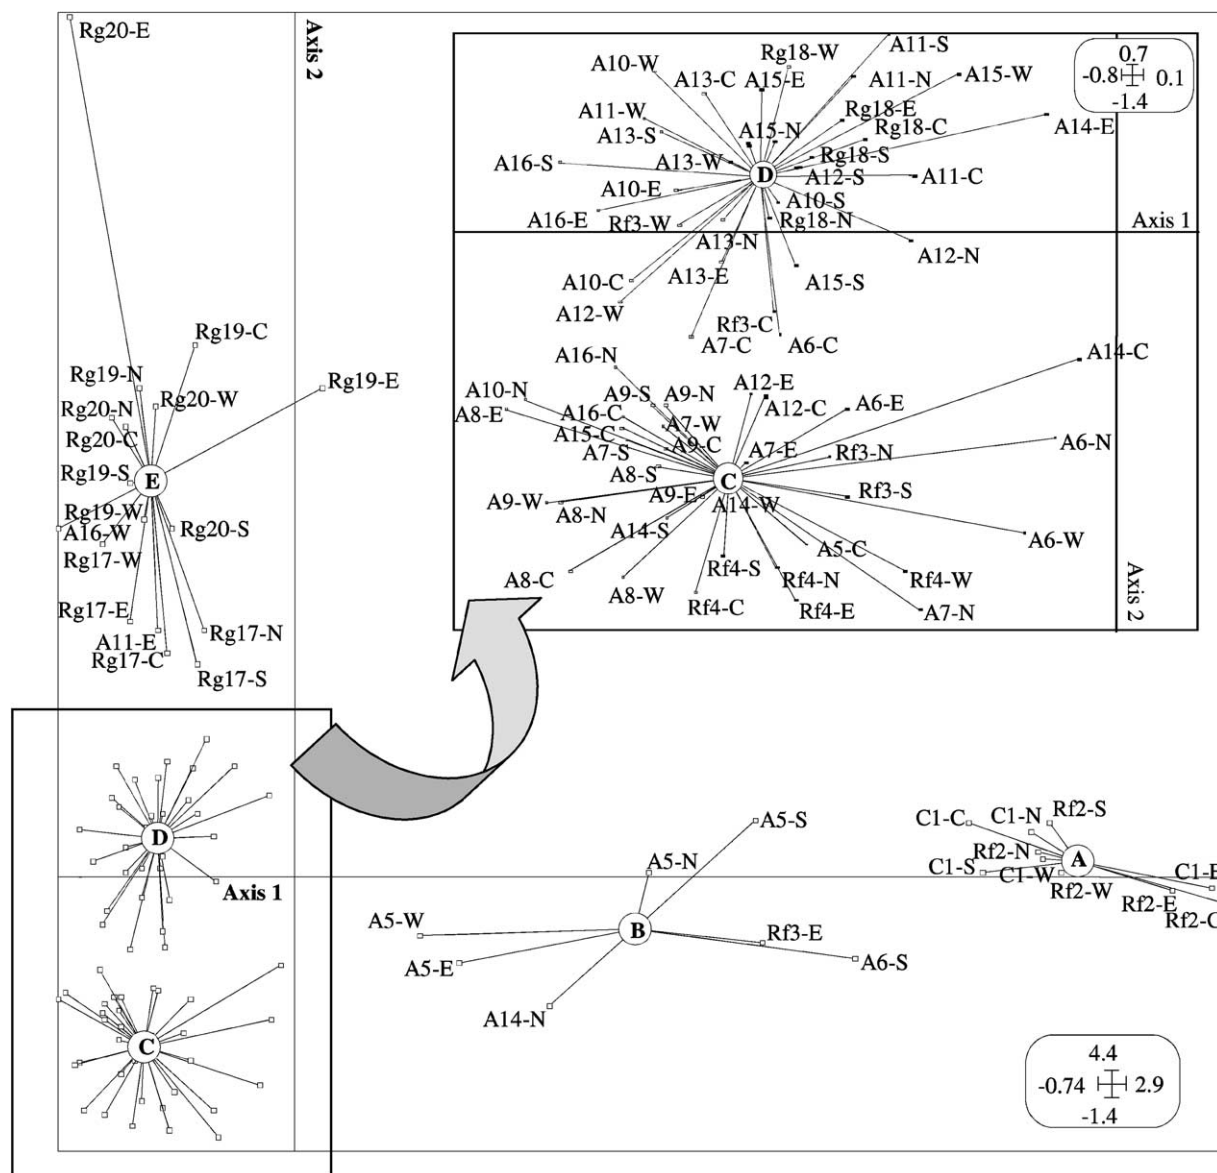 Rg20-E
Axis 2
Rg19-C
Rg19-N
Rg19-E
Rg20-N
Rg20-W
Rg20-C
Rg19-S
E
Rg19-W
A16-W
Rg20-S
Rg17-W
Rg17-E
A11-E
Rg17-N
Rg17-C
Rg17-S
A11-S
Rg18-W
A10-W
A13-C
A15-E
A11-N
A15-W
0.7
-0.8
0.1
-1.4
A11-W
Rg18-E
A13-S
A15-N
Rg18-C
A14-E
A16-S
A13-W
Rg18-S
D
A12-S
A11-C
A10-E
A10-S
A16-E
Rf3-W
Rg18-N
Axis 1
A13-N
A12-N
A10-C
A13-E
A15-S
A12-W
Rf3-C
A7-C
A6-C
A16-N
A14-C
A10-N
A9-S
A9-N
A12-E
A8-E
A16-C
A12-C
A6-E
A15-C
A7-W
A6-N
A7-S
A9-C
A7-E
Rf3-N
A8-S
C
A9-W
A9-E
Rf3-S
A8-N
A14-W
A14-S
A6-W
A5-C
A8-C
Rf4-S
A8-W
Rf4-N
Rf4-W
Rf4-C
Rf4-E
A7-N
Axis 2
D
Axis 1
C
A5-S
A5-N
A5-W
B
Rf3-E
A5-E
A6-S
A14-N
C1-C
C1-N
Rf2-S
Rf2-N
A
C1-S
C1-W
C1-E
Rf2-W
Rf2-E
Rf2-C
4.4
-0.74
2.9
-1.4